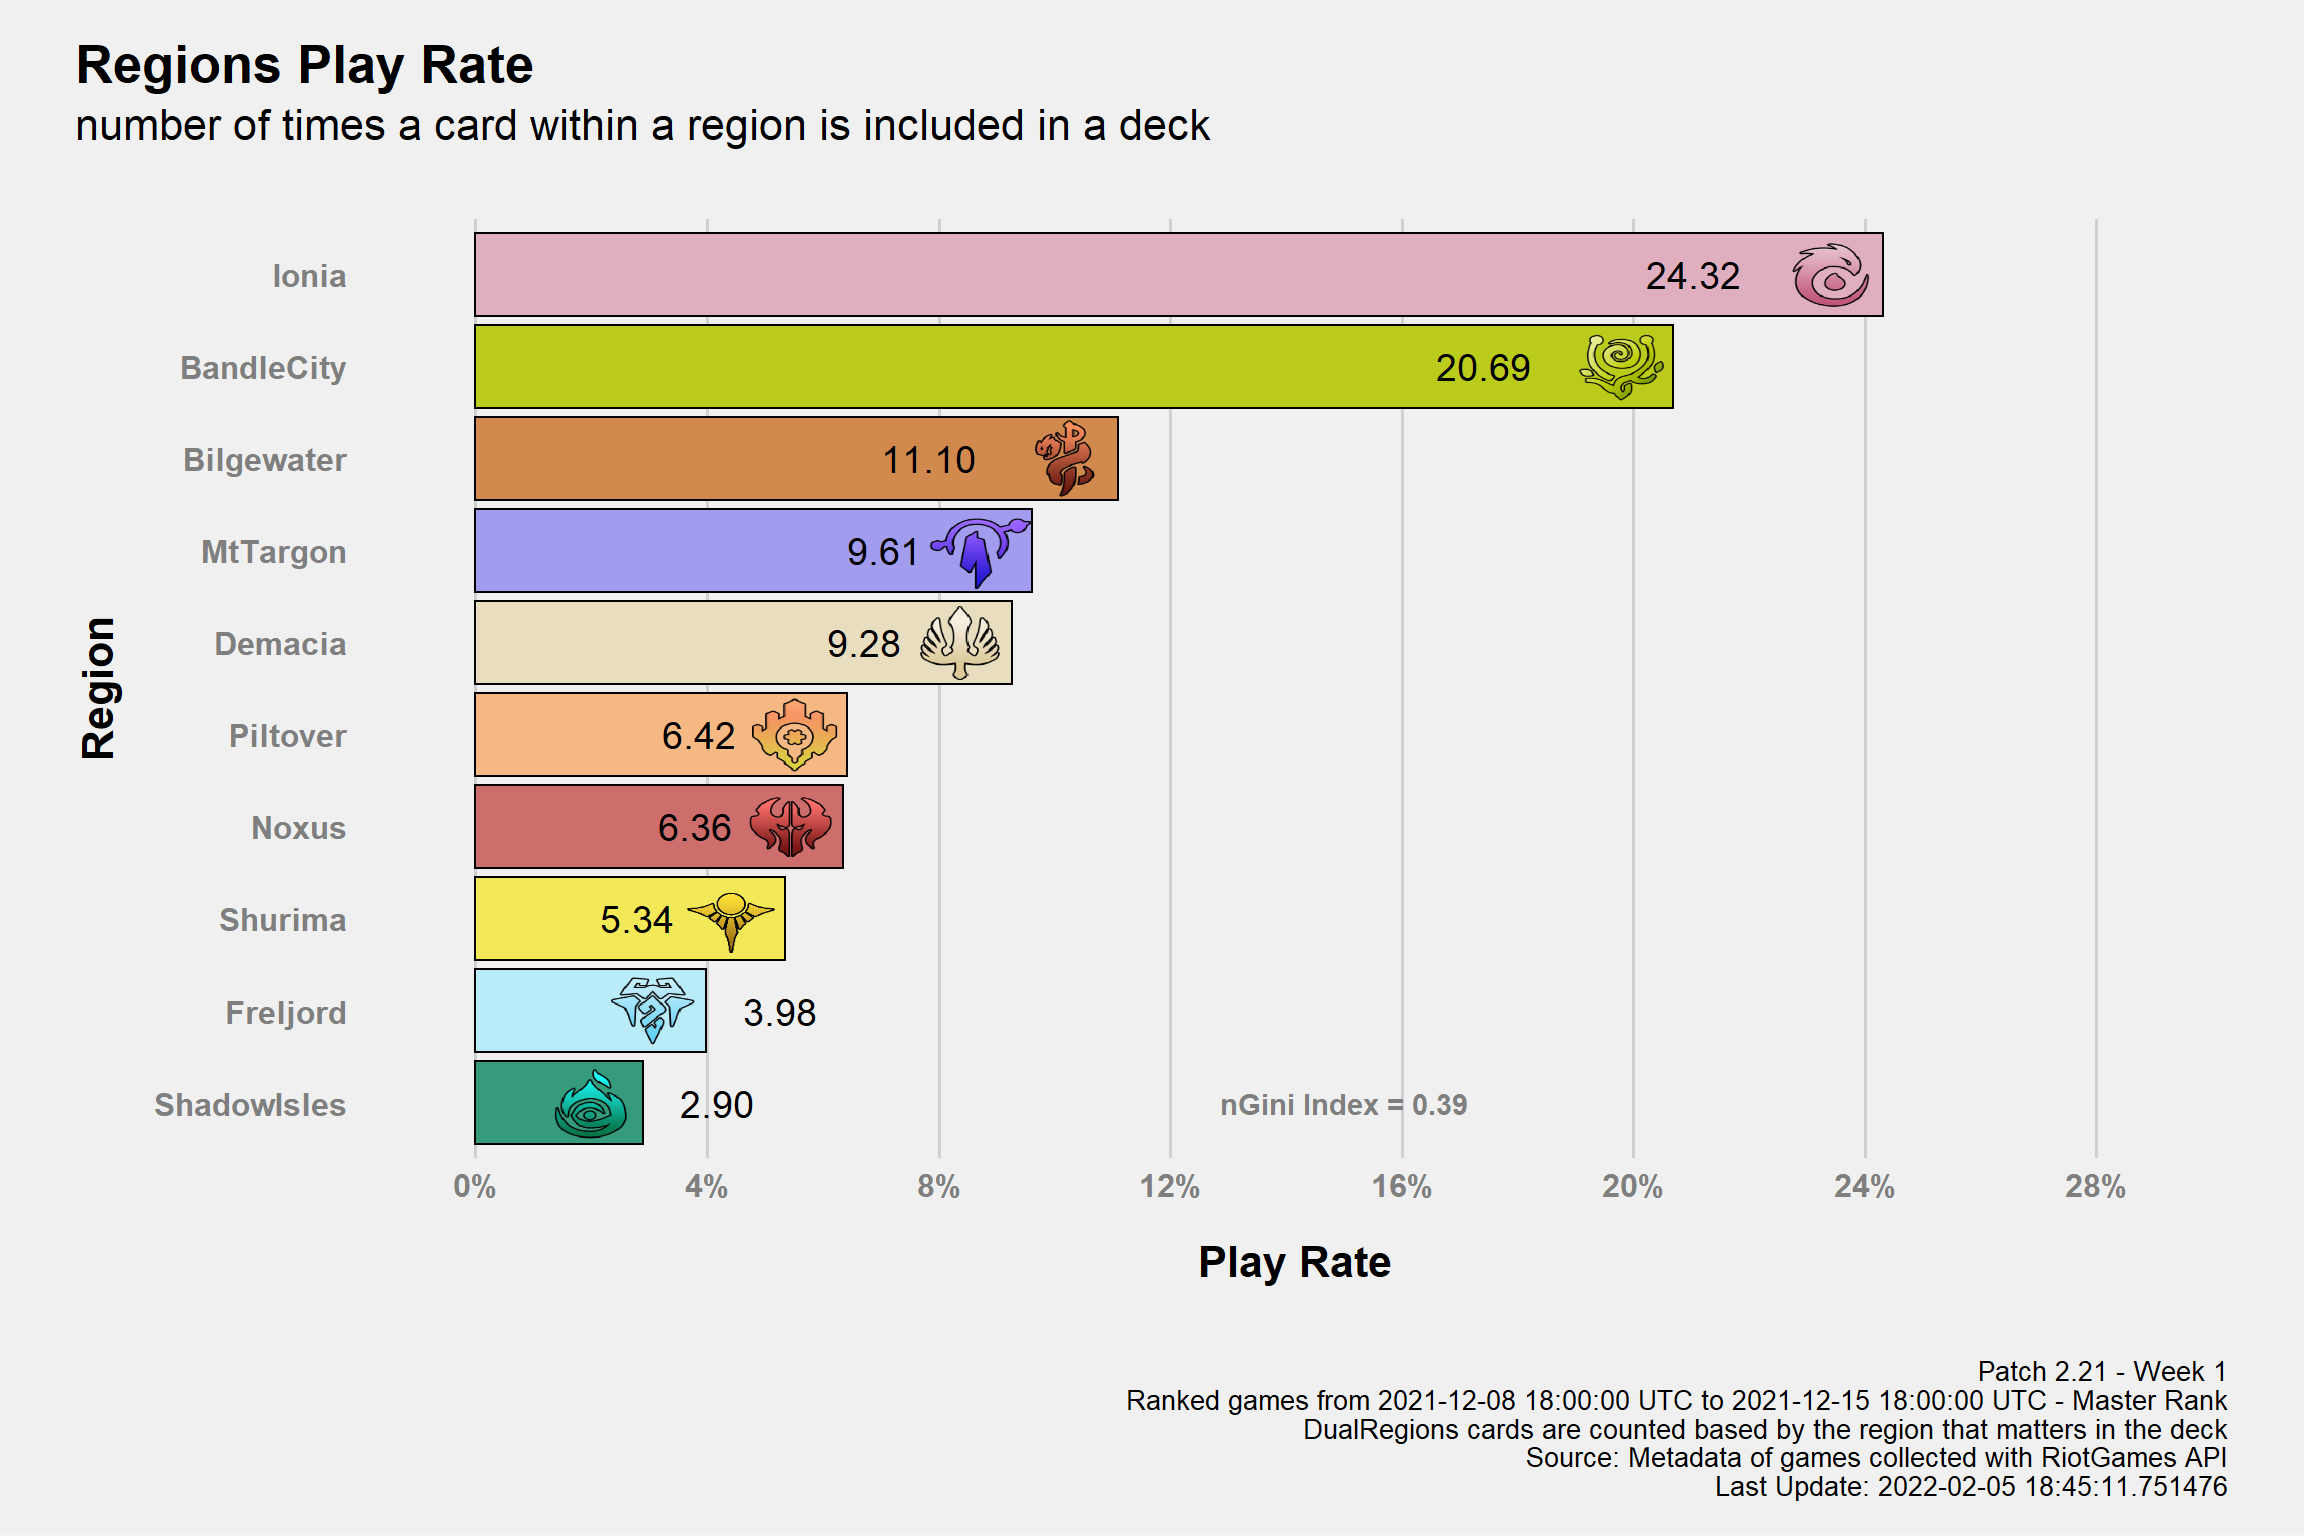 Regions Play Rate
number of times a card within a region is included in a deck
Region
Ionia 24.32
BandleCity 20.69
Bilgewater 11.10
MtTargon 9.61
Demacia 9.28
Piltover 6.42
Noxus 6.36
Shurima 5.34
Freljord 3.98
ShadowIsles 2.90
nGini Index = 0.39
0% 4% 8% 12% 16% 20% 24% 28%
Play Rate
Patch 2.21 - Week 1
Ranked games from 2021-12-08 18:00:00 UTC to 2021-12-15 18:00:00 UTC - Master Rank
DualRegions cards are counted based by the region that matters in the deck
Source: Metadata of games collected with RiotGames API
Last Update: 2022-02-05 18:45:11.751476